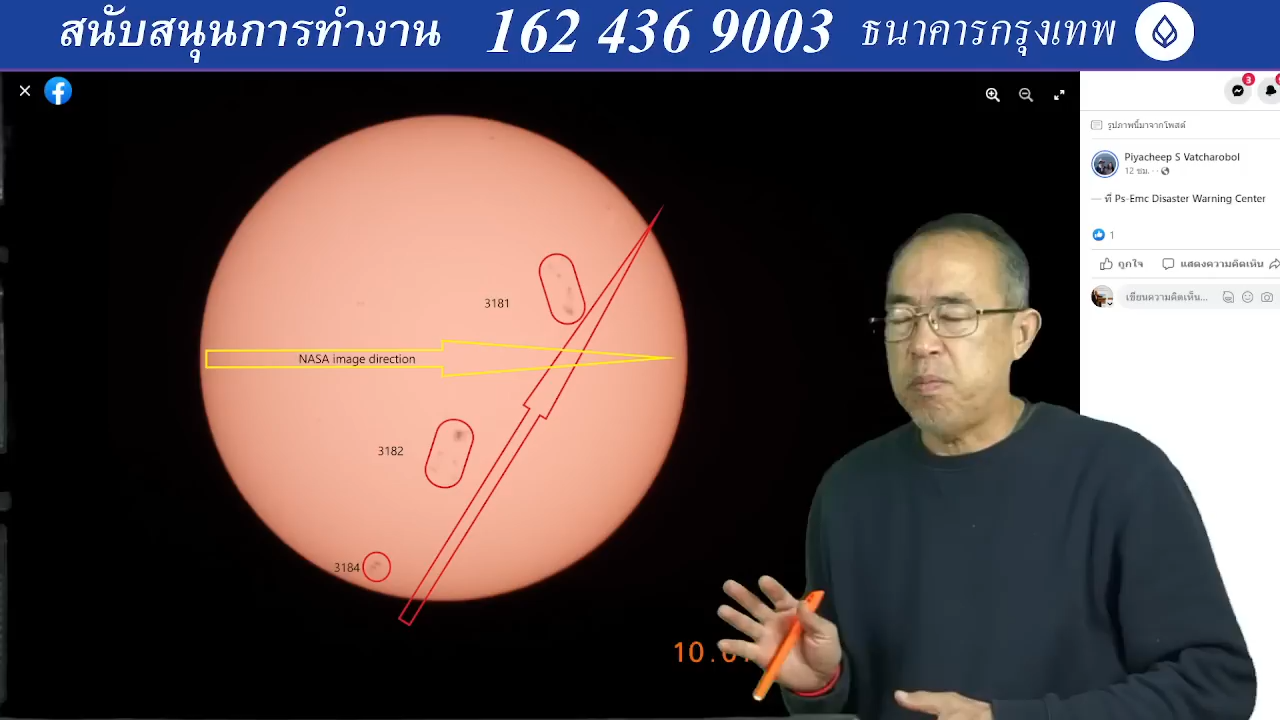 สนับสนุนการทำงาน 162 436 9003 ธนาคารกรุงเทพ
3
รูปภาพนี้มาจากโพสต์
Piyacheep S Vatcharobol
12 ชม. ·
— ที่ Ps-Emc Disaster Warning Center
1
ถูกใจ แสดงความคิดเห็น
เขียนความคิดเห็น...
3181
NASA image direction
3182
3184